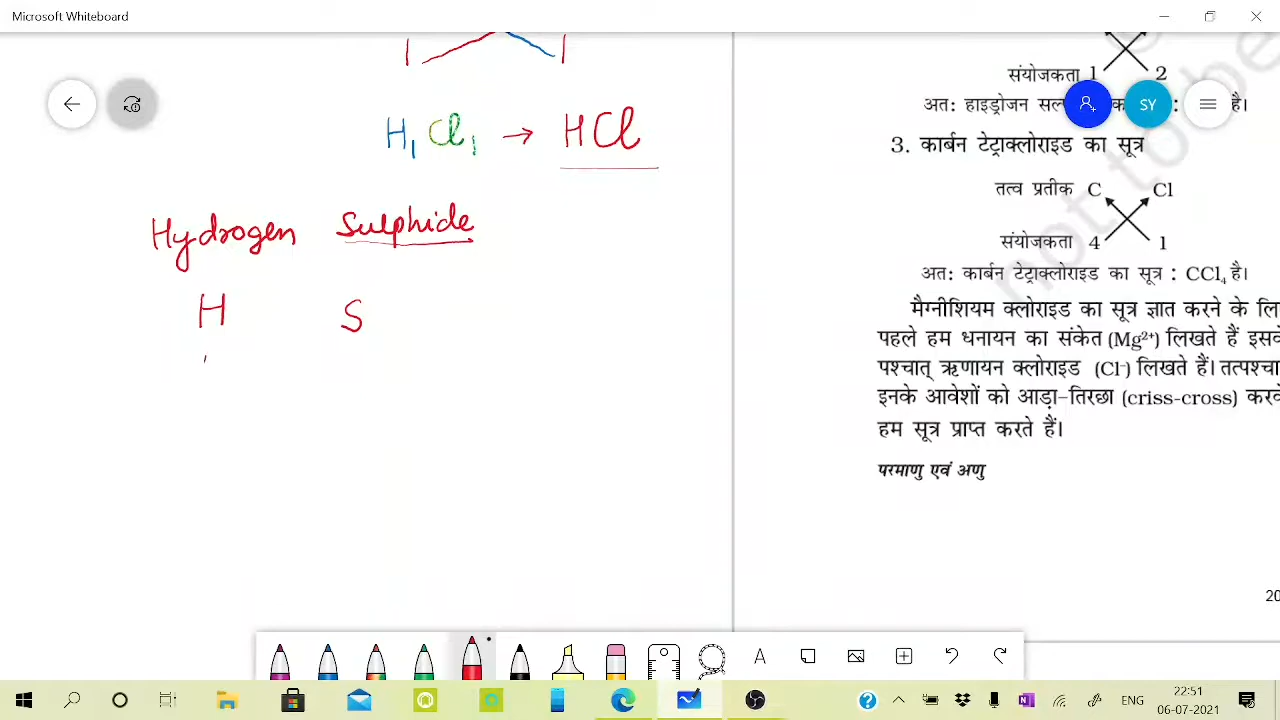 Microsoft Whiteboard
H₁ Cl₁ → HCl
Hydrogen Sulphide
H S
संयोजकता 1 2
अत: हाइड्रोजन : है।
SY
3. कार्बन टेट्राक्लोराइड का सूत्र
तत्व प्रतीक C Cl
संयोजकता 4 1
अत: कार्बन टेट्राक्लोराइड का सूत्र : CCl₄ है।
मैग्नीशियम क्लोराइड का सूत्र ज्ञात करने के
पहले हम धनायन का संकेत (Mg²⁺) लिखते हैं
पश्चात् ऋणायन क्लोराइड (Cl⁻) लिखते हैं। तत्पश्चा
इनके आवेशों को आड़ा-तिरछा (criss-cross)
हम सूत्र प्राप्त करते हैं।
परमाणु एवं अणु
not to be
20
ENG
22:51
06-07-2021